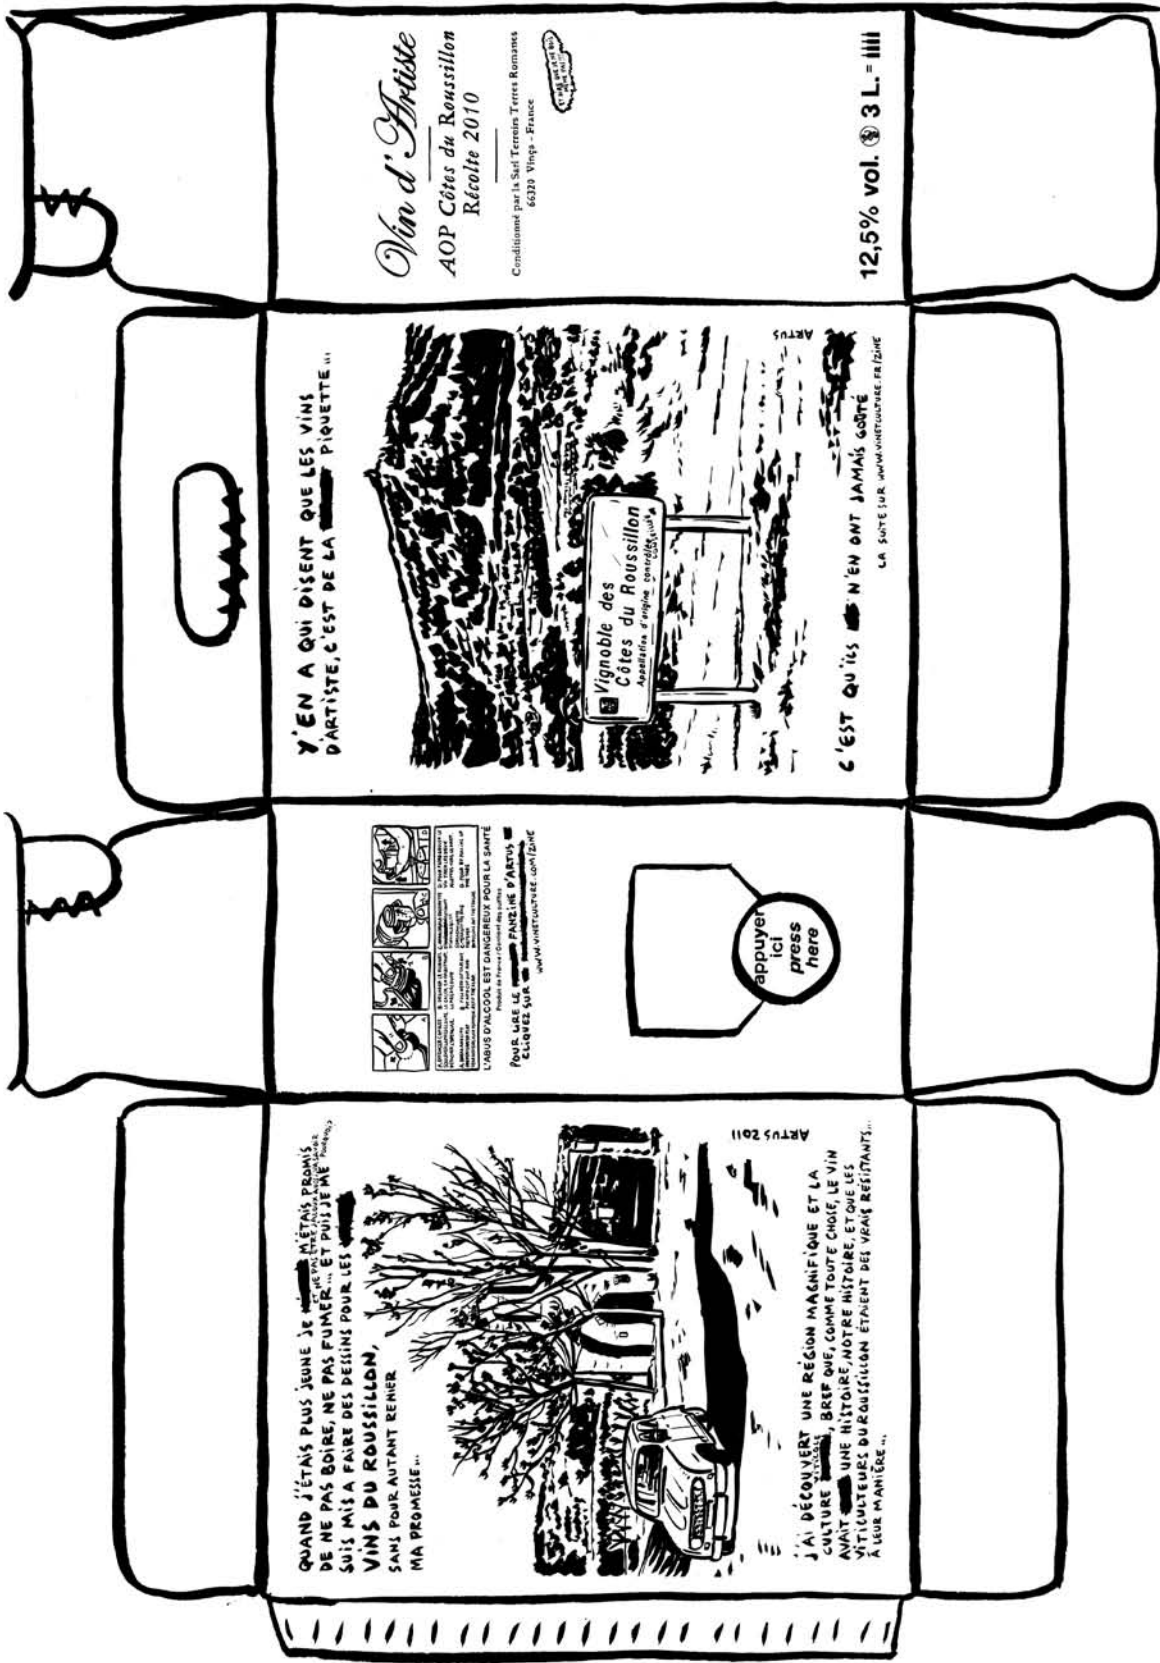 QUAND J'ÉTAIS PLUS JEUNE JE M'ÉTAIS PROMIS
DE NE PAS BOIRE, NE PAS FUMER... ET PUIS JE ME
SUIS MIS A FAIRE DES DESSINS POUR LES
VINS DU ROUSSILLON,
SANS POUR AUTANT RENIER
MA PROMESSE...
ARTUS 2011
J'AI DÉCOUVERT UNE RÉGION MAGNIFIQUE ET LA
CULTURE VITICOLE, BREF QUE, COMME TOUTE CHOSE, LE VIN
AVAIT UNE HISTOIRE, NOTRE HISTOIRE, ET QUE LES
VITICULTEURS DU ROUSSILLON ÉTAIENT DES VRAIS RÉSISTANTS...
À LEUR MANIÈRE...
L'ABUS D'ALCOOL EST DANGEREUX POUR LA SANTÉ
Produit de France / Contient des sulfites
POUR LIRE LE FANZINE D'ARTUS
CLIQUEZ SUR
WWW.VINETCULTURE.COM/ZINE
appuyer
ici
press
here
Y'EN A QUI DISENT QUE LES VINS
D'ARTISTE, C'EST DE LA PIQUETTE...
Vignoble des
Côtes du Roussillon
Appellation d'origine contrôlée
ARTUS
C'EST QU'ILS N'EN ONT JAMAIS GOÛTÉ
LA SUITE SUR WWW.VINETCULTURE.FR/ZINE
Vin d'Artiste
AOP Côtes du Roussillon
Récolte 2010
Conditionné par la Sarl Terroirs Terres Romanes
66320 Vinça - France
12,5% vol. 3 L. =